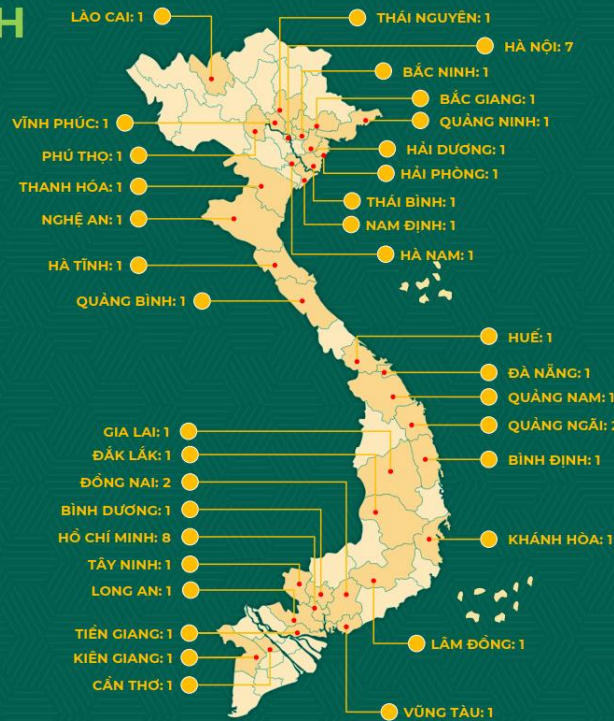 H
LÀO CAI: 1
THÁI NGUYÊN: 1
HÀ NỘI: 7
BẮC NINH: 1
BẮC GIANG: 1
QUẢNG NINH: 1
VĨNH PHÚC: 1
HẢI DƯƠNG: 1
PHÚ THỌ: 1
HẢI PHÒNG: 1
THANH HÓA: 1
THÁI BÌNH: 1
NGHỆ AN: 1
NAM ĐỊNH: 1
HÀ NAM: 1
HÀ TĨNH: 1
QUẢNG BÌNH: 1
HUẾ: 1
ĐÀ NẴNG: 1
QUẢNG NAM: 1
QUẢNG NGÃI: 2
GIA LAI: 1
ĐẮK LẮK: 1
BÌNH ĐỊNH: 1
ĐỒNG NAI: 2
BÌNH DƯƠNG: 1
HỒ CHÍ MINH: 8
KHÁNH HÒA: 1
TÂY NINH: 1
LONG AN: 1
TIỀN GIANG: 1
LÂM ĐỒNG: 1
KIÊN GIANG: 1
CẦN THƠ: 1
VŨNG TÀU: 1